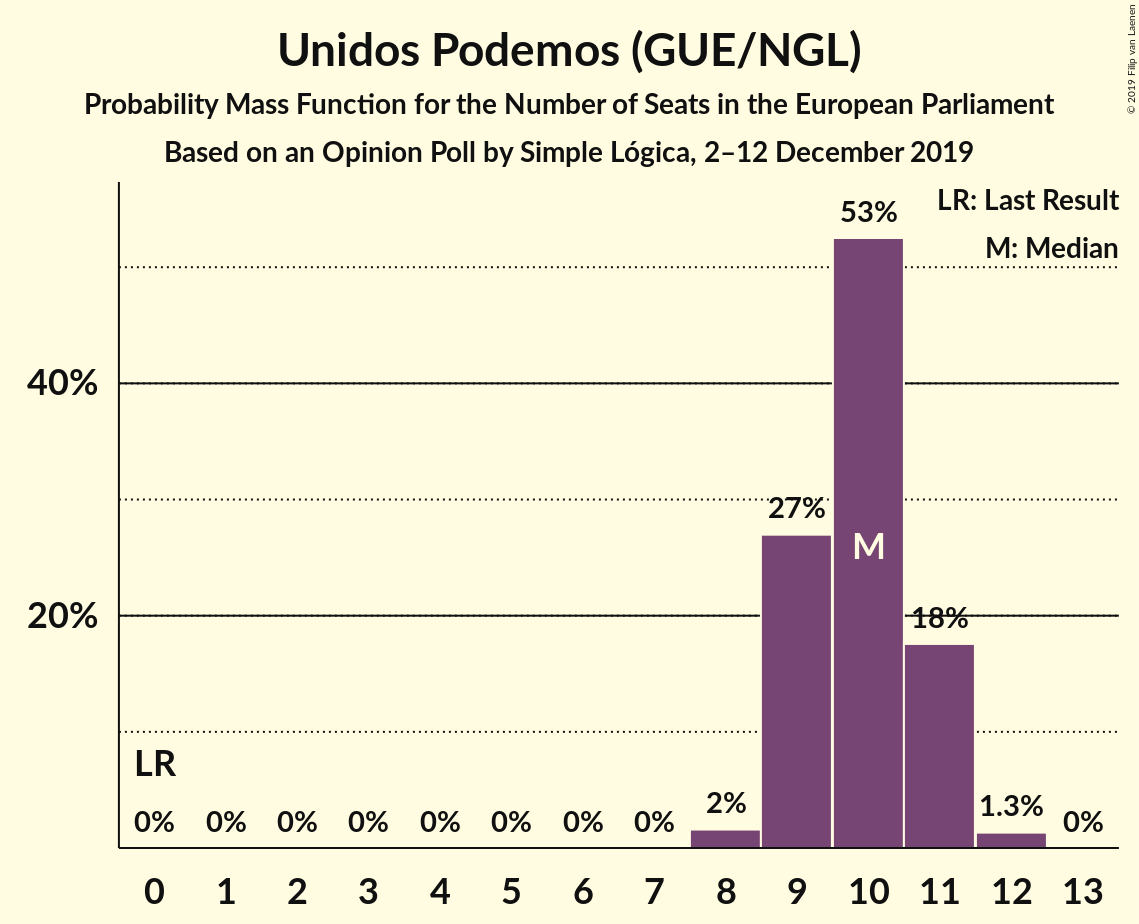 Unidos Podemos (GUE/NGL)
Probability Mass Function for the Number of Seats in the European Parliament
Based on an Opinion Poll by Simple Lógica, 2–12 December 2019
© 2019 Filip van Laenen
LR: Last Result
M: Median
53%
40%
27%
M
20%
18%
LR
0% 0% 0% 0% 0% 0% 0% 0% 2% 1.3% 0%
0 1 2 3 4 5 6 7 8 9 10 11 12 13